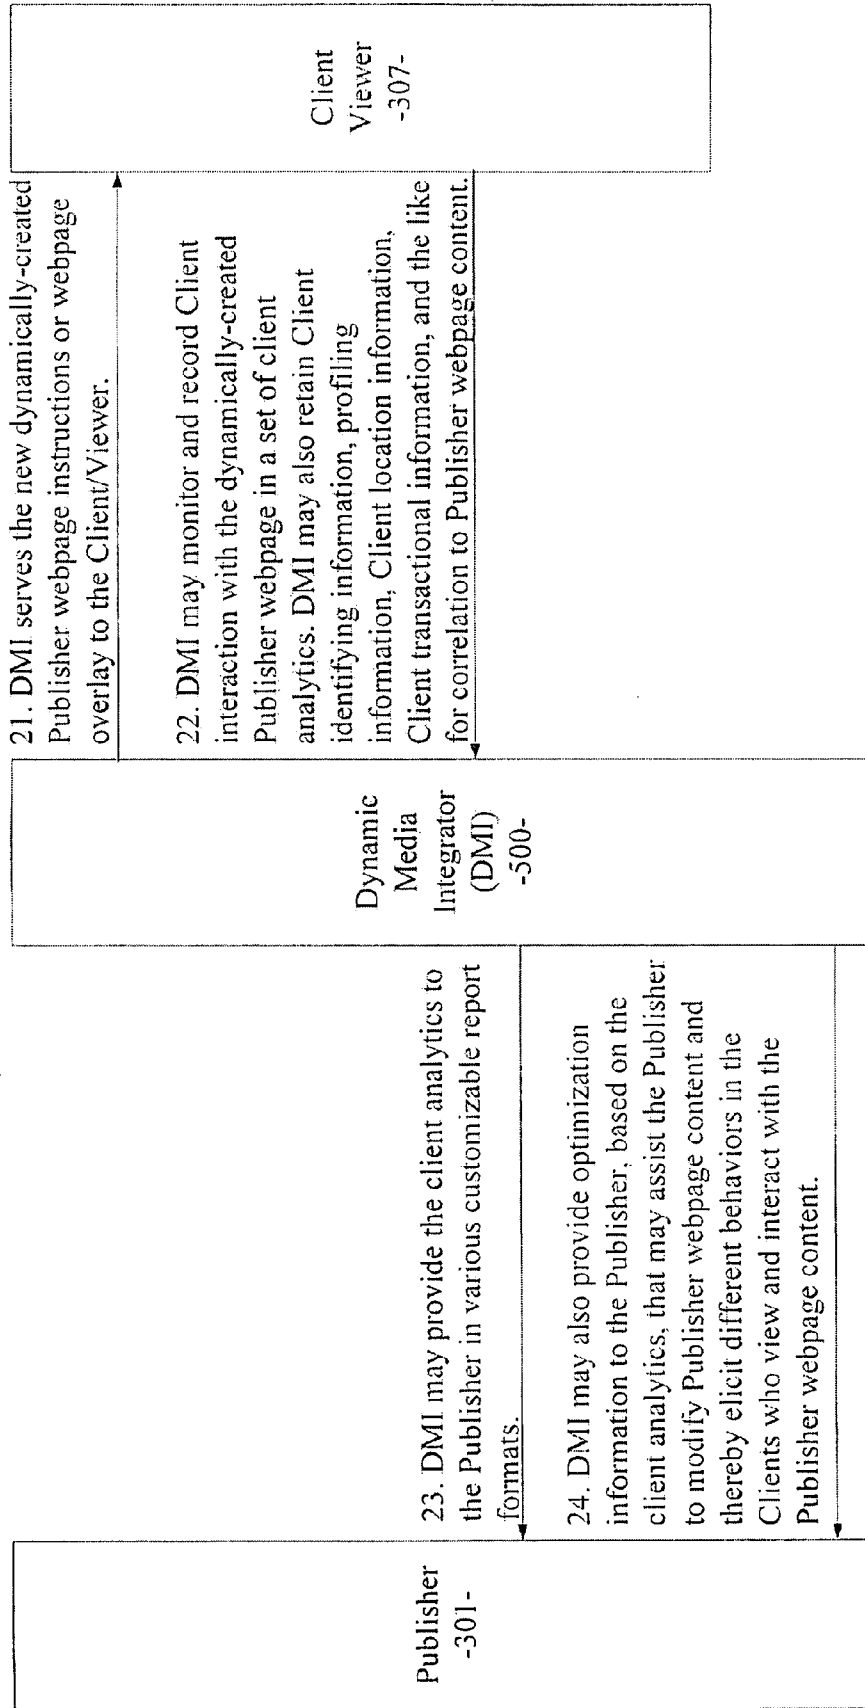 Publisher
-301-
23. DMI may provide the client analytics to
the Publisher in various customizable report
formats.
24. DMI may also provide optimization
information to the Publisher, based on the
client analytics, that may assist the Publisher
to modify Publisher webpage content and
thereby elicit different behaviors in the
Clients who view and interact with the
Publisher webpage content.
Dynamic
Media
Integrator
(DMI)
-500-
21. DMI serves the new dynamically-created
Publisher webpage instructions or webpage
overlay to the Client/Viewer.
22. DMI may monitor and record Client
interaction with the dynamically-created
Publisher webpage in a set of client
analytics. DMI may also retain Client
identifying information, profiling
information, Client location information,
Client transactional information, and the like
for correlation to Publisher webpage content.
Client
Viewer
-307-